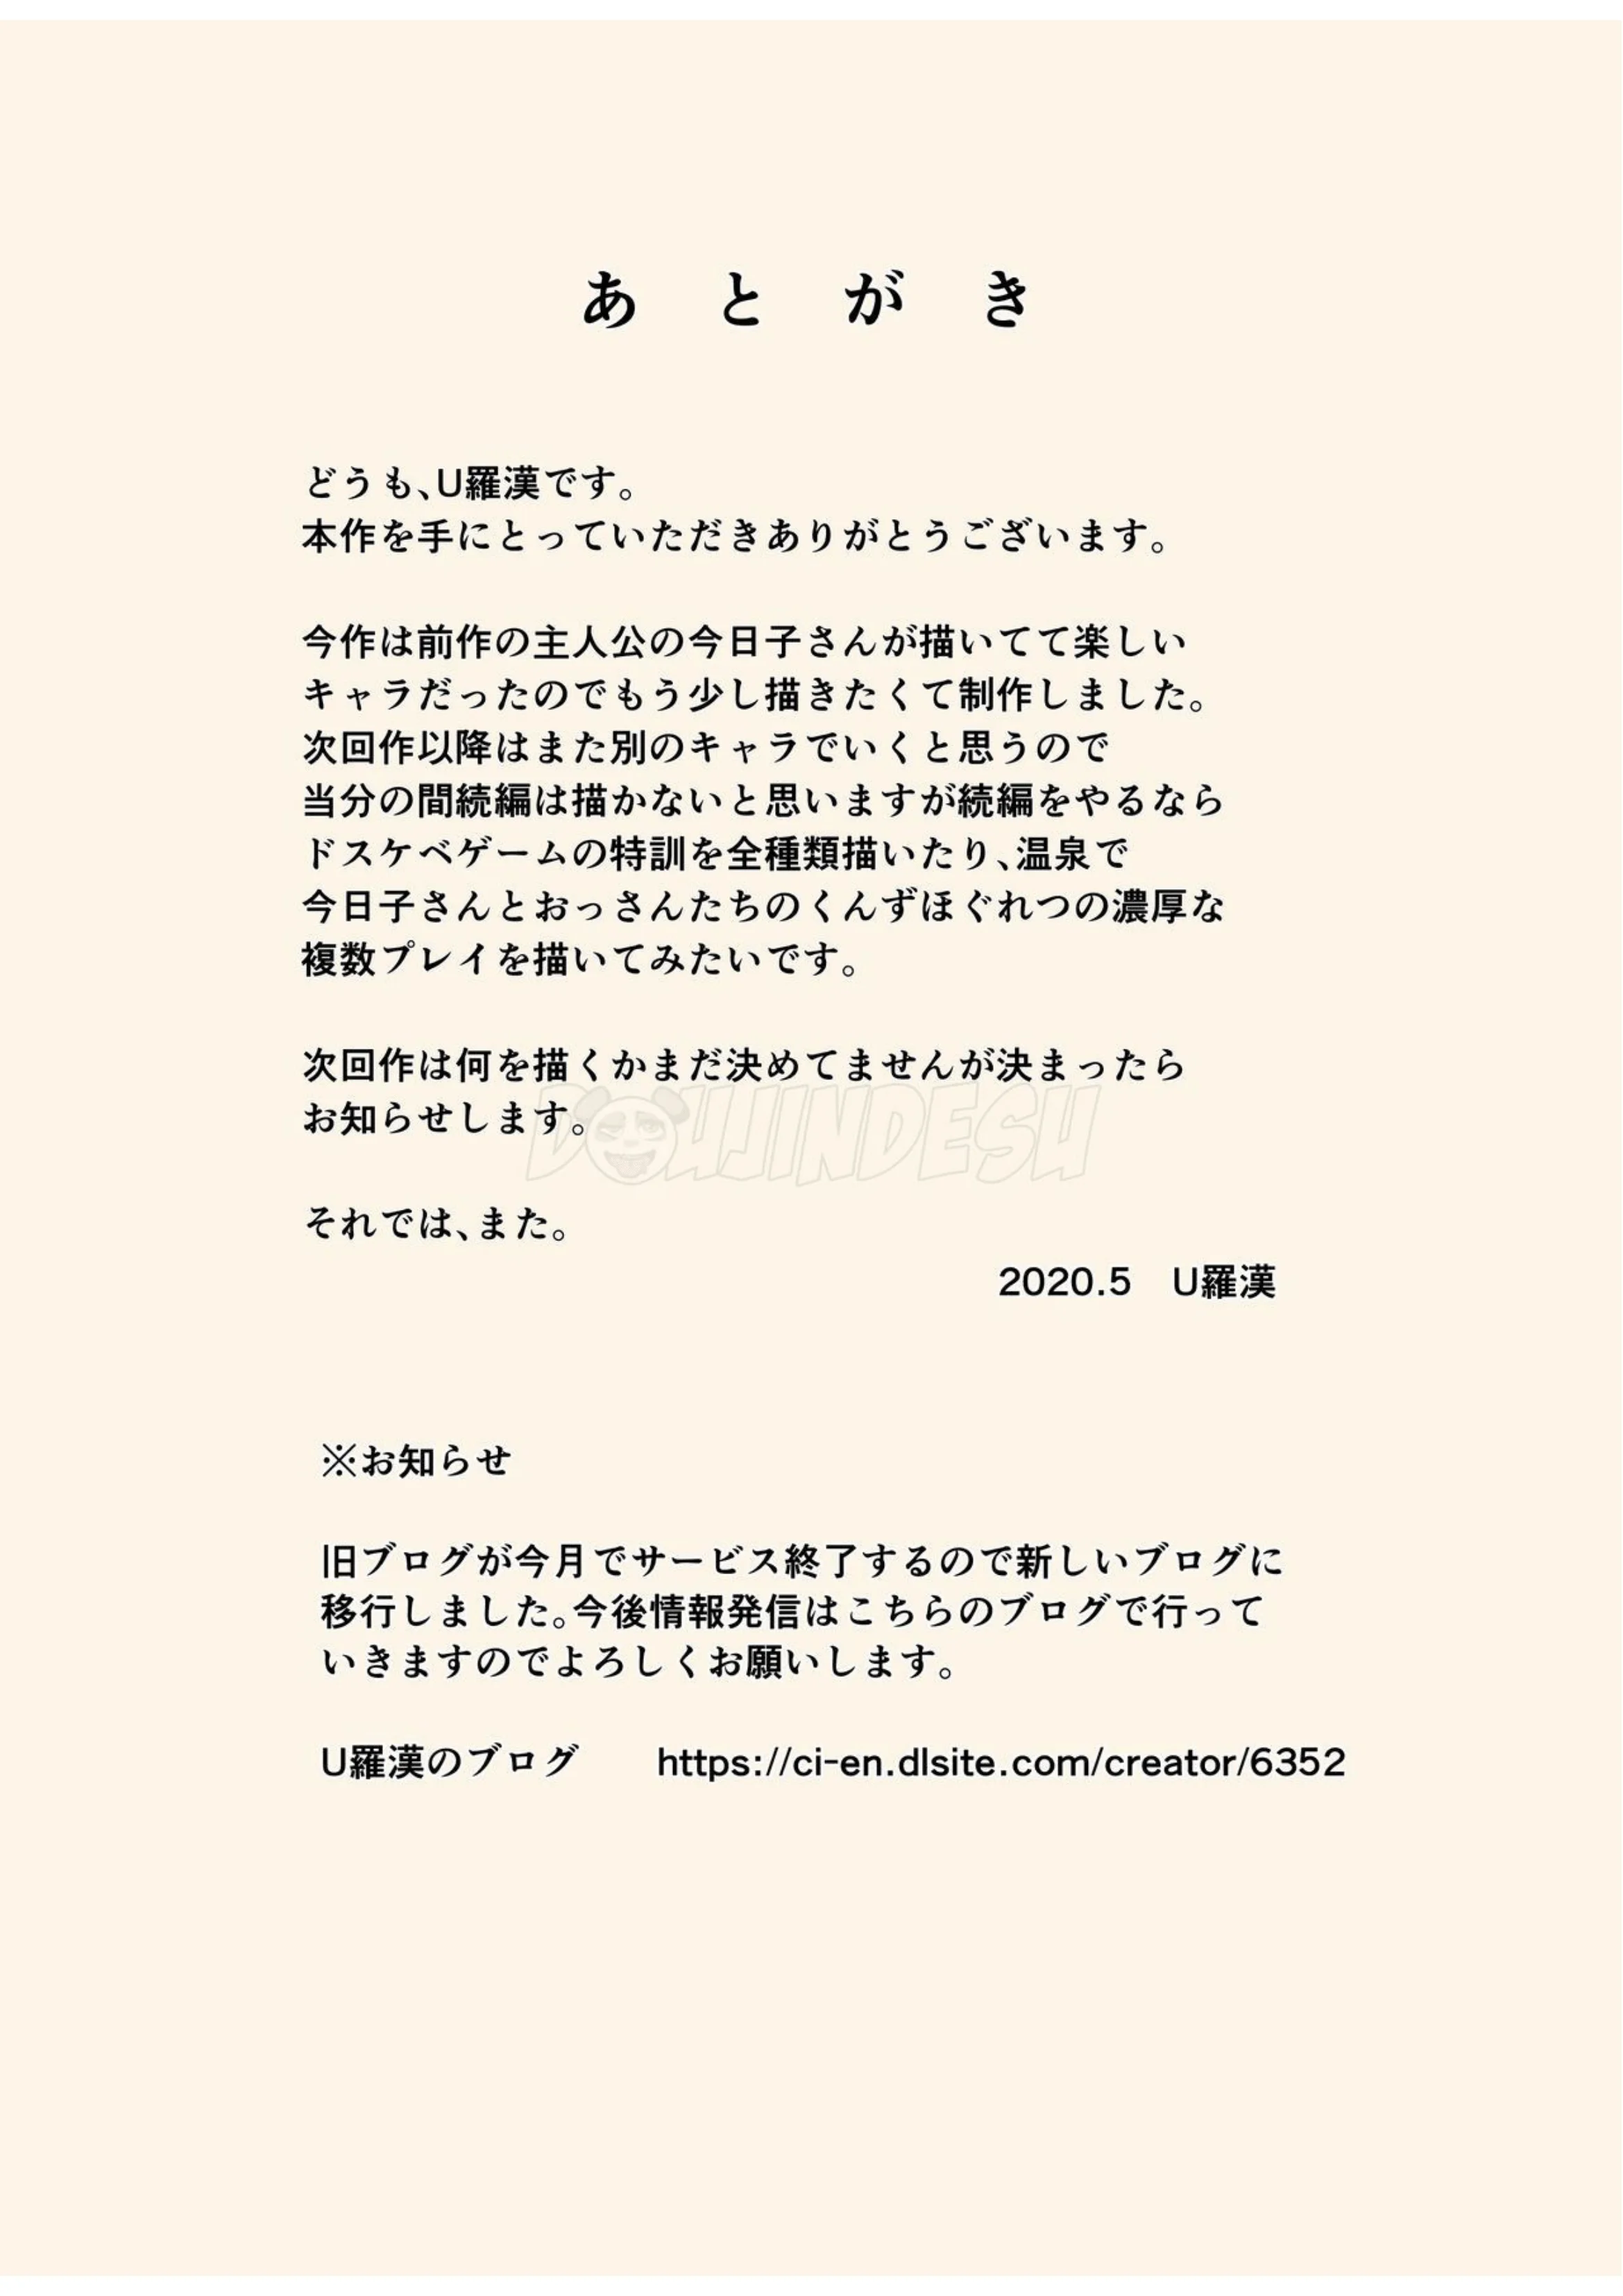 あとがき
どうも、U羅漢です。
本作を手にとっていただきありがとうございます。
今作は前作の主人公の今日子さんが描いてて楽しい
キャラだったのでもう少し描きたくて制作しました。
次回作以降はまた別のキャラでいくと思うので
当分の間続編は描かないと思いますが続編をやるなら
ドスケベゲームの特訓を全種類描いたり、温泉で
今日子さんとおっさんたちのくんずほぐれつの濃厚な
複数プレイを描いてみたいです。
次回作は何を描くかまだ決めてませんが決まったら
お知らせします。
DOUJINDESU
それでは、また。
2020.5　U羅漢
※お知らせ
旧ブログが今月でサービス終了するので新しいブログに
移行しました。今後情報発信はこちらのブログで行って
いきますのでよろしくお願いします。
U羅漢のブログ　　https://ci-en.dlsite.com/creator/6352